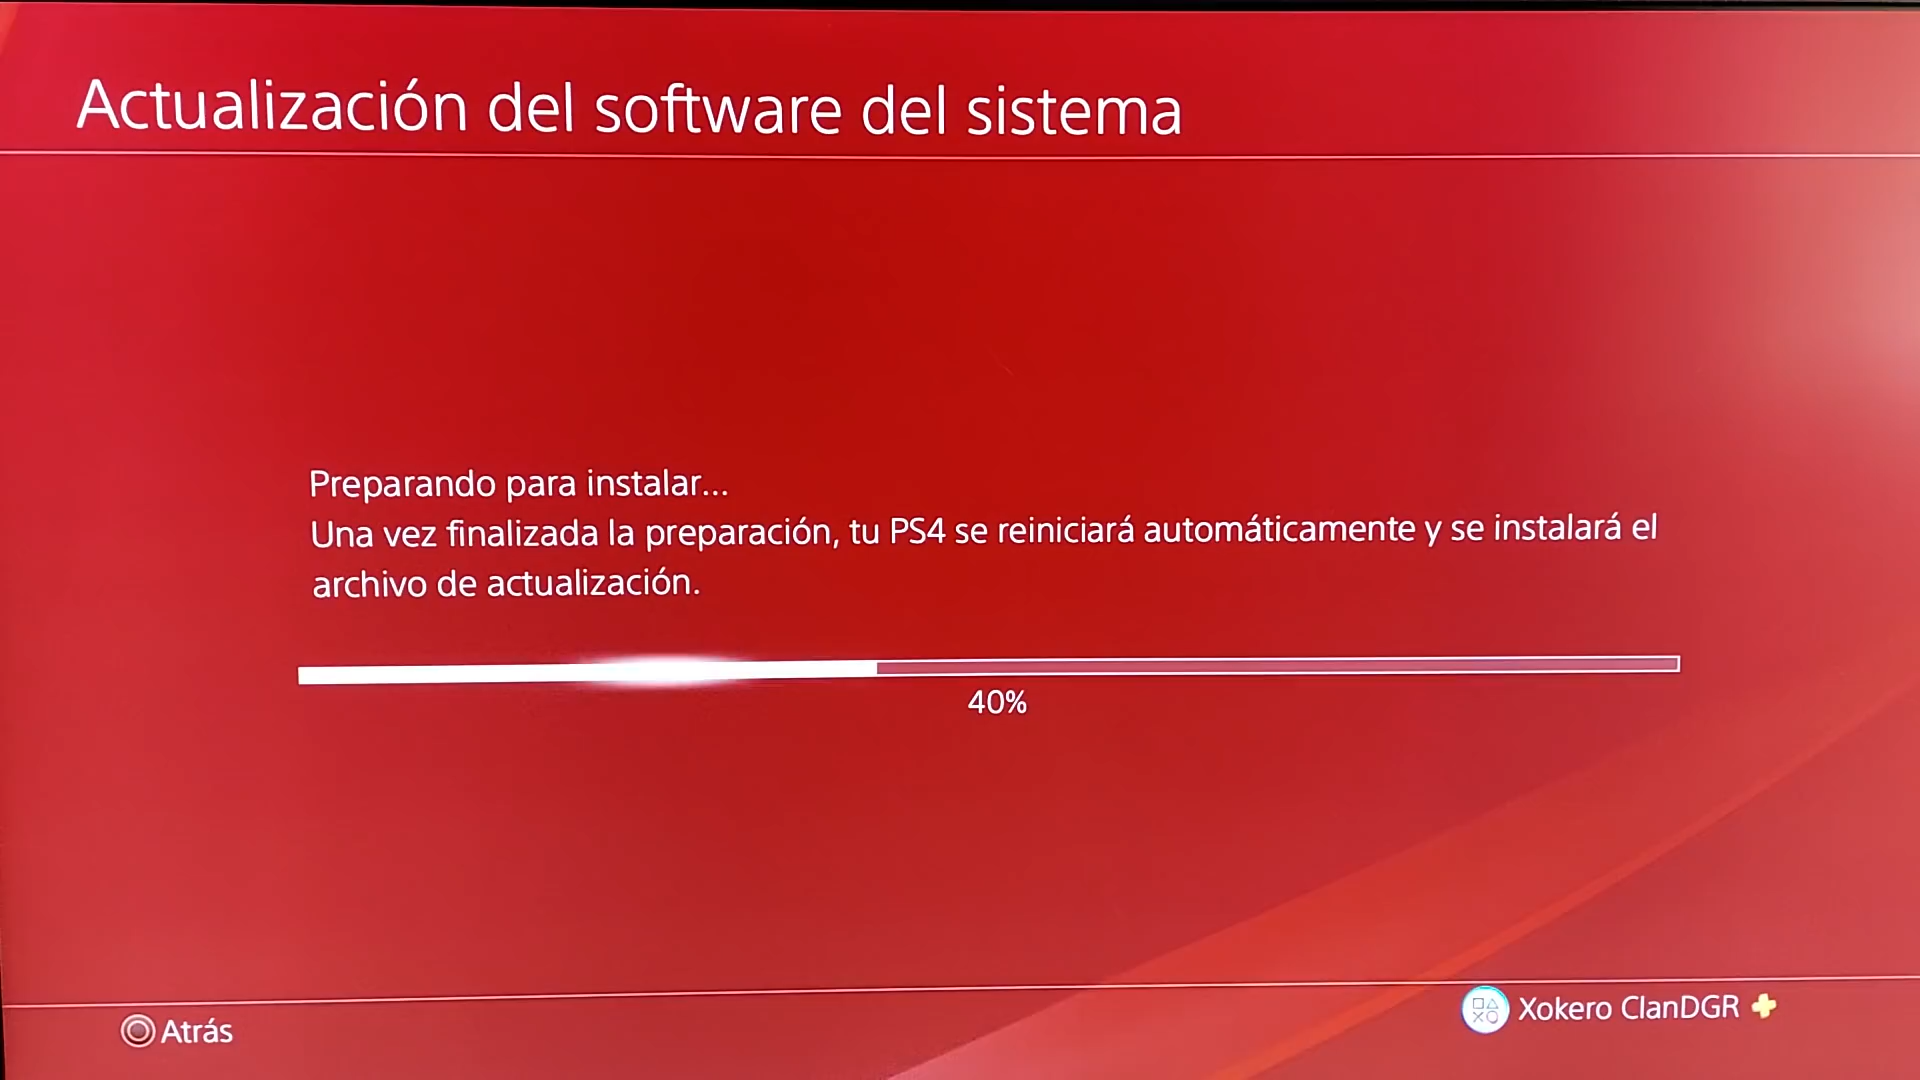 Actualización del software del sistema
Preparando para instalar...
Una vez finalizada la preparación, tu PS4 se reiniciará automáticamente y se instalará el
archivo de actualización.
40%
Atrás
Xokero ClanDGR